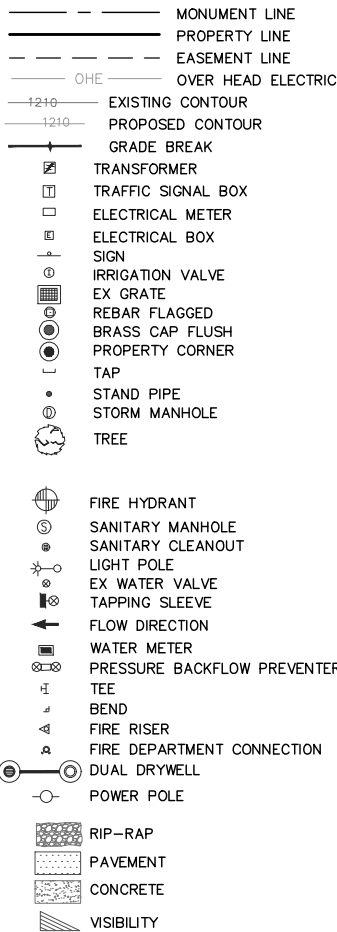 MONUMENT LINE
PROPERTY LINE
EASEMENT LINE
OHE OVER HEAD ELECTRIC
1210 EXISTING CONTOUR
1210 PROPOSED CONTOUR
GRADE BREAK
TRANSFORMER
T TRAFFIC SIGNAL BOX
ELECTRICAL METER
E ELECTRICAL BOX
SIGN
IRRIGATION VALVE
EX GRATE
REBAR FLAGGED
BRASS CAP FLUSH
PROPERTY CORNER
TAP
STAND PIPE
D STORM MANHOLE
TREE
FIRE HYDRANT
S SANITARY MANHOLE
SANITARY CLEANOUT
LIGHT POLE
EX WATER VALVE
TAPPING SLEEVE
FLOW DIRECTION
WATER METER
PRESSURE BACKFLOW PREVENTER
TEE
BEND
FIRE RISER
FIRE DEPARTMENT CONNECTION
DUAL DRYWELL
POWER POLE
RIP-RAP
PAVEMENT
CONCRETE
VISIBILITY